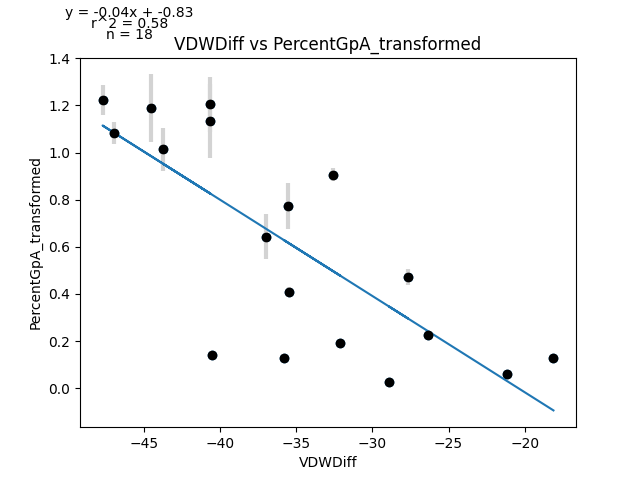 y = -0.04x + -0.83
r^2 = 0.58
n = 18
VDWDiff vs PercentGpA_transformed
1.4
1.2
1.0
0.8
0.6
0.4
0.2
0.0
PercentGpA_transformed
−45
−40
−35
−30
−25
−20
VDWDiff